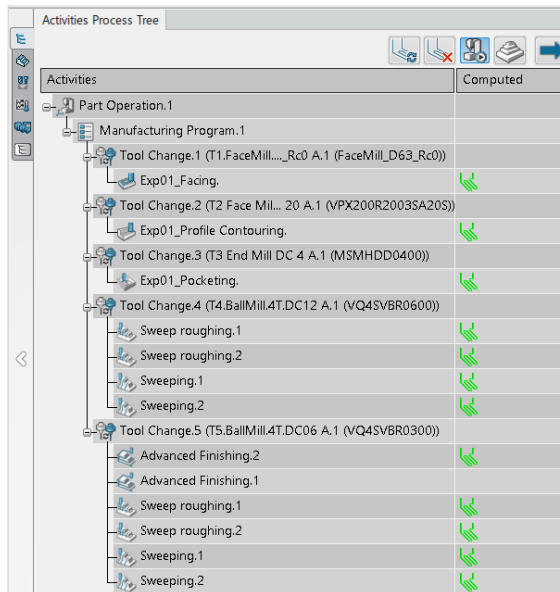 Activities Process Tree
Activities Computed
Part Operation.1
Manufacturing Program.1
Tool Change.1 (T1.FaceMill...._Rc0 A.1 (FaceMill_D63_Rc0))
Exp01_Facing.
Tool Change.2 (T2 Face Mil... 20 A.1 (VPX200R2003SA20S))
Exp01_Profile Contouring.
Tool Change.3 (T3 End Mill DC 4 A.1 (MSMHDD0400))
Exp01_Pocketing.
Tool Change.4 (T4.BallMill.4T.DC12 A.1 (VQ4SVBR0600))
Sweep roughing.1
Sweep roughing.2
Sweeping.1
Sweeping.2
Tool Change.5 (T5.BallMill.4T.DC06 A.1 (VQ4SVBR0300))
Advanced Finishing.2
Advanced Finishing.1
Sweep roughing.1
Sweep roughing.2
Sweeping.1
Sweeping.2